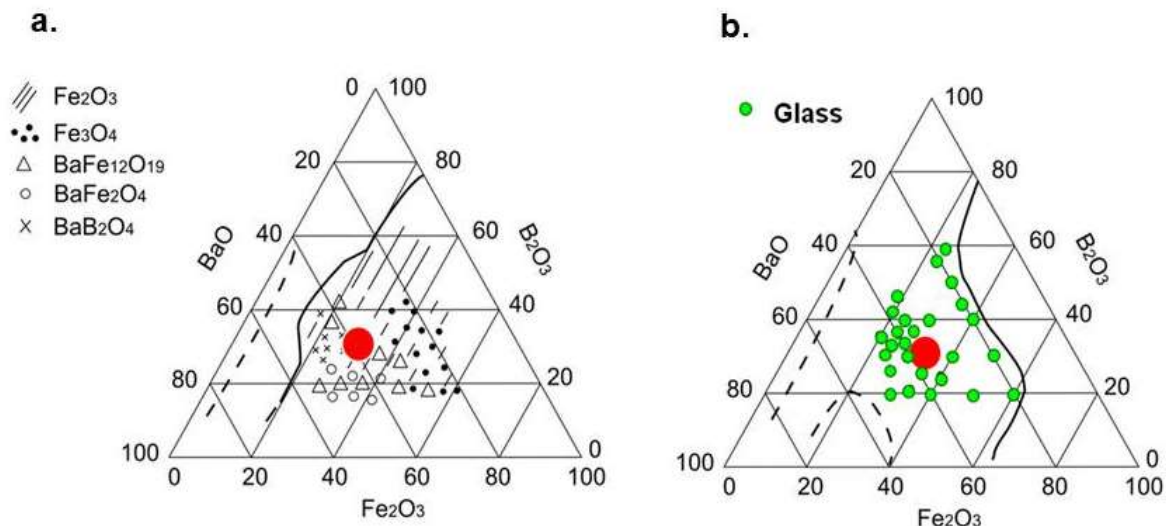 a.
Fe₂O₃
Fe₃O₄
BaFe₁₂O₁₉
BaFe₂O₄
BaB₂O₄
0 100
20 80
40 60
BaO B₂O₃
60 40
80 20
100 0
0 20 40 60 80 100
Fe₂O₃
b.
Glass
100
20 80
40 60
BaO B₂O₃
60 40
80 20
100 0
0 20 40 60 80 100
Fe₂O₃